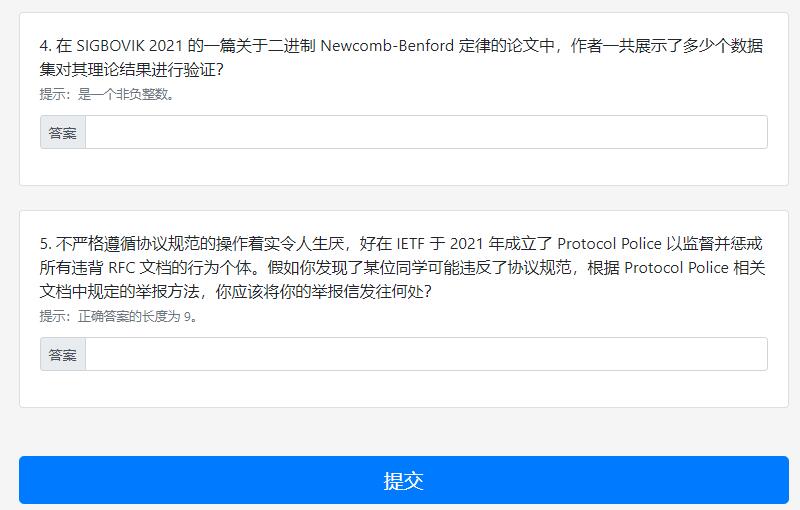 4. 在 SIGBOVIK 2021 的一篇关于二进制 Newcomb-Benford 定律的论文中，作者一共展示了多少个数据
集对其理论结果进行验证？
提示：是一个非负整数。
答案
5. 不严格遵循协议规范的操作着实令人生厌，好在 IETF 于 2021 年成立了 Protocol Police 以监督并惩戒
所有违背 RFC 文档的行为个体。假如你发现了某位同学可能违反了协议规范，根据 Protocol Police 相关
文档中规定的举报方法，你应该将你的举报信发往何处？
提示：正确答案的长度为 9。
答案
提交